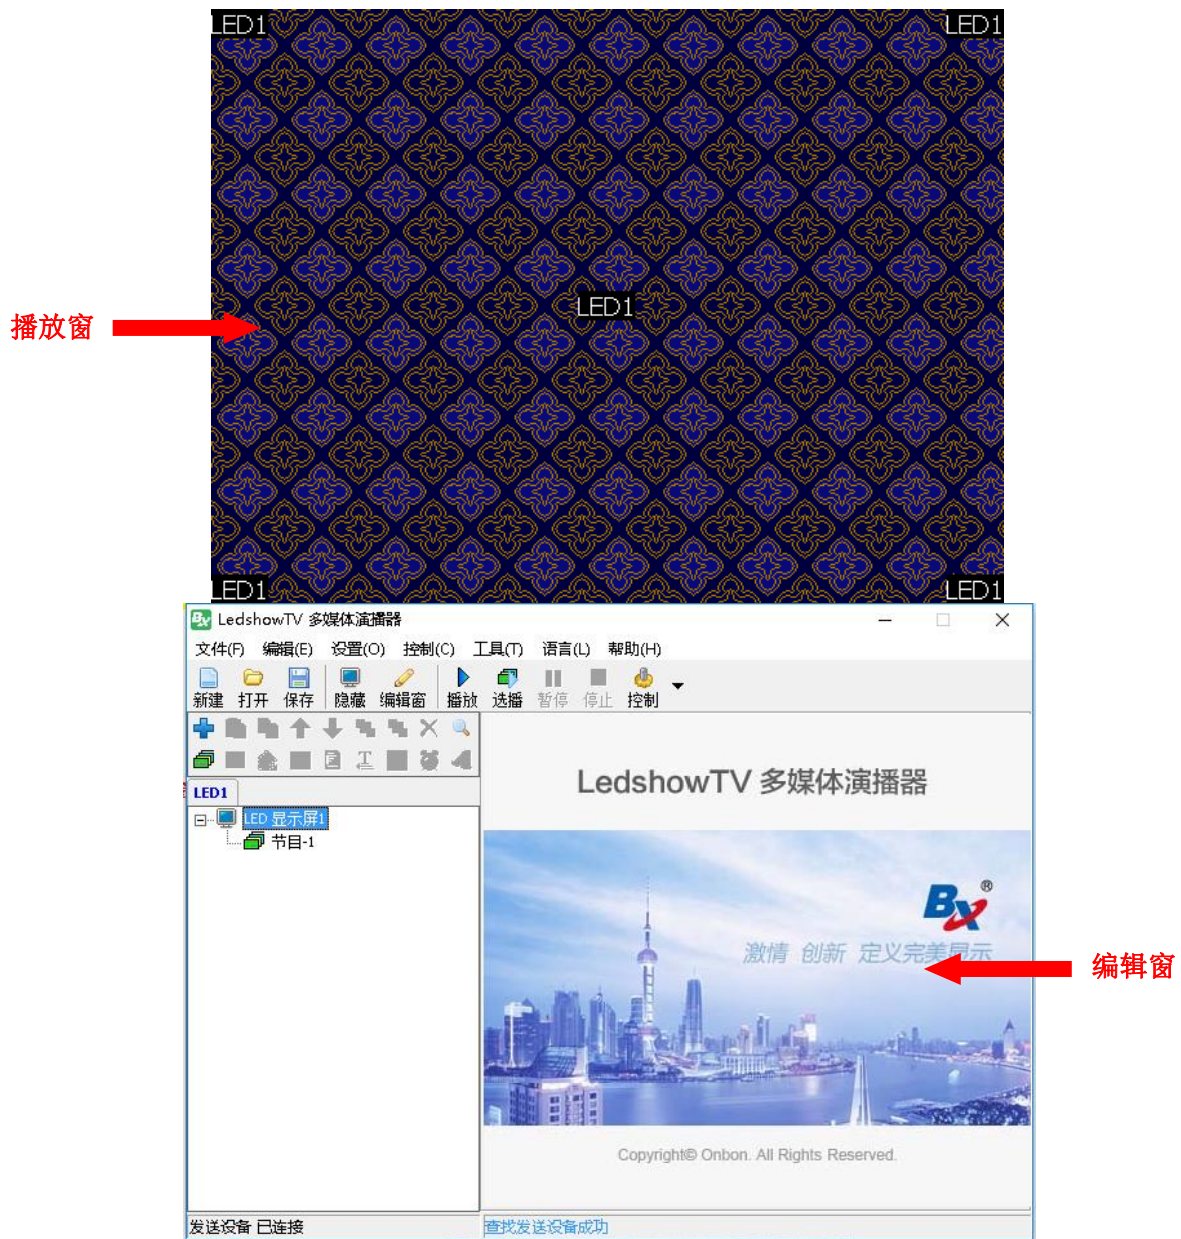 LED1 LED1
LED1
播放窗
LED1 LED1
Bx LedshowTV 多媒体演播器
文件(F) 编辑(E) 设置(O) 控制(C) 工具(T) 语言(L) 帮助(H)
新建 打开 保存 隐藏 编辑窗 播放 选播 暂停 停止 控制
LED1
LED 显示屏1
节目-1
LedshowTV 多媒体演播器
Bx®
激情 创新 定义完美显示
编辑窗
Copyright© Onbon. All Rights Reserved.
发送设备 已连接 查找发送设备成功